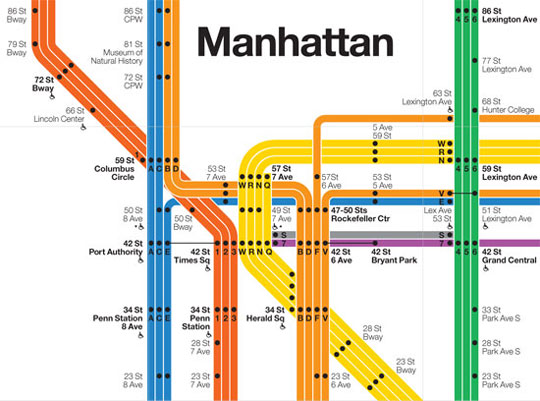 Manhattan
86 St
Bway
86 St
CPW
86 St
Lexington Ave
4 5 6
79 St
Bway
81 St
Museum of
Natural History
77 St
Lexington Ave
72 St
Bway
72 St
CPW
63 St
Lexington Ave
68 St
Hunter College
66 St
Lincoln Center
5 Ave
59 St
W
R
N
1
59 St
Columbus
Circle
A C B D
53 St
7 Ave
57 St
7 Ave
W R N Q
57 St
6 Ave
53 St
5 Ave
4 5 6
59 St
Lexington Ave
V
E
50 St
8 Ave
50 St
Bway
49 St
7 Ave
47-50 Sts
Rockefeller Ctr
Lex Ave
53 St
51 St
Lexington Ave
S
7
S
7
42 St
Port Authority
A C E
42 St
Times Sq
1 2 3
W R N Q
B D F V
42 St
6 Ave
42 St
Bryant Park
4 5 6
42 St
Grand Central
34 St
Penn Station
8 Ave
A C E
34 St
Penn
Station
1 2 3
34 St
Herald Sq
B D F V
33 St
Park Ave S
28 St
7 Ave
28 St
Bway
28 St
Park Ave S
23 St
8 Ave
23 St
7 Ave
23 St
6 Ave
23 St
Bway
23 St
Park Ave S